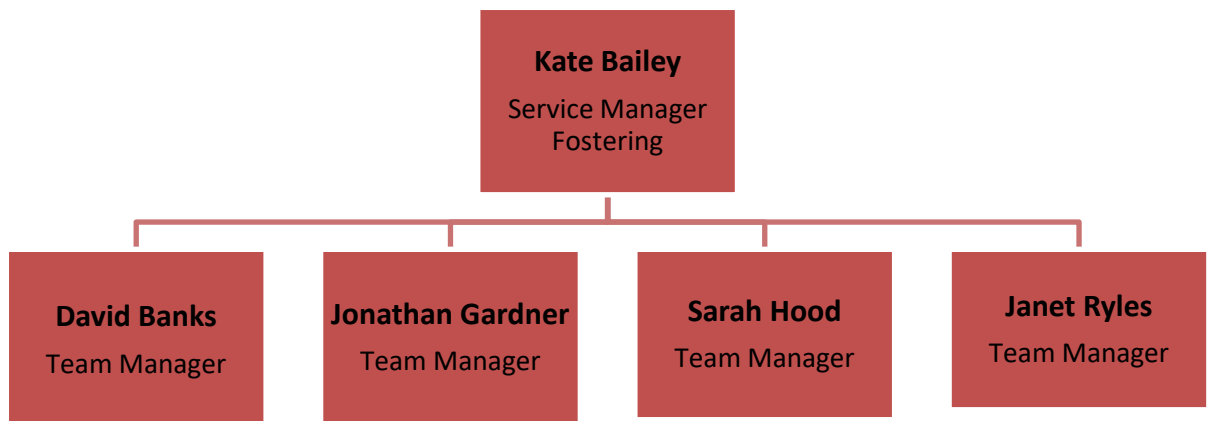 Kate Bailey
Service Manager
Fostering
David Banks
Team Manager
Jonathan Gardner
Team Manager
Sarah Hood
Team Manager
Janet Ryles
Team Manager